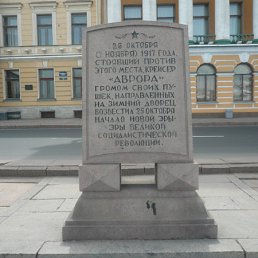 25 ОКТЯБРЯ
(7 НОЯБРЯ) 1917 ГОДА,
СТОЯВШИЙ ПРОТИВ
ЭТОГО МЕСТА, КРЕЙСЕР
«АВРОРА»
ГРОМОМ СВОИХ ПУ-
ШЕК, НАПРАВЛЕННЫХ
НА ЗИМНИЙ ДВОРЕЦ,
ВОЗВЕСТИЛ 25 ОКТЯБРЯ
НАЧАЛО НОВОЙ ЭРЫ-
ЭРЫ ВЕЛИКОЙ
СОЦИАЛИСТИЧЕСКОЙ
РЕВОЛЮЦИИ.